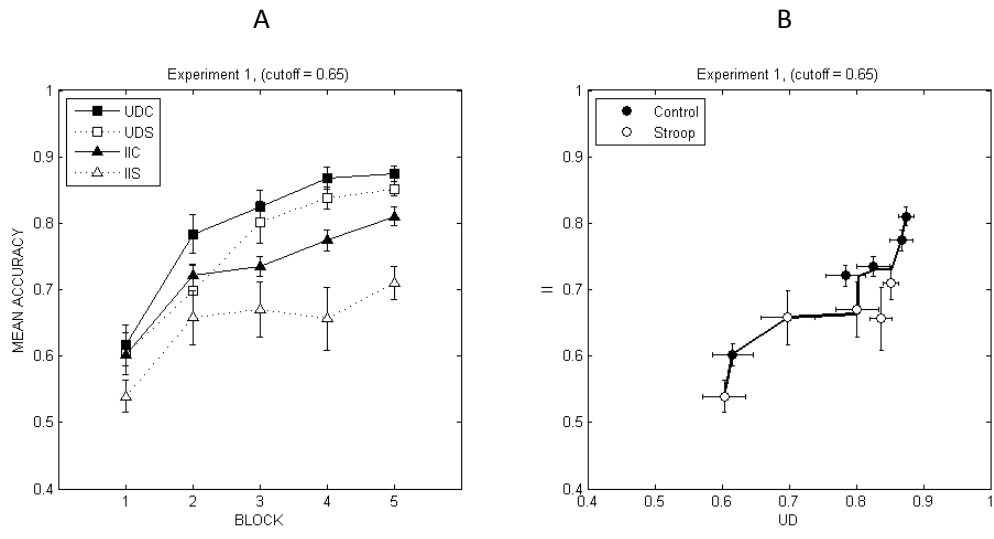 A
Experiment 1, (cutoff = 0.65)
UDC
UDS
IIC
IIS
1
0.9
0.8
0.7
0.6
0.5
0.4
MEAN ACCURACY
1 2 3 4 5
BLOCK
B
Experiment 1, (cutoff = 0.65)
Control
Stroop
1
0.9
0.8
0.7
0.6
0.5
0.4
II
0.4 0.5 0.6 0.7 0.8 0.9 1
UD